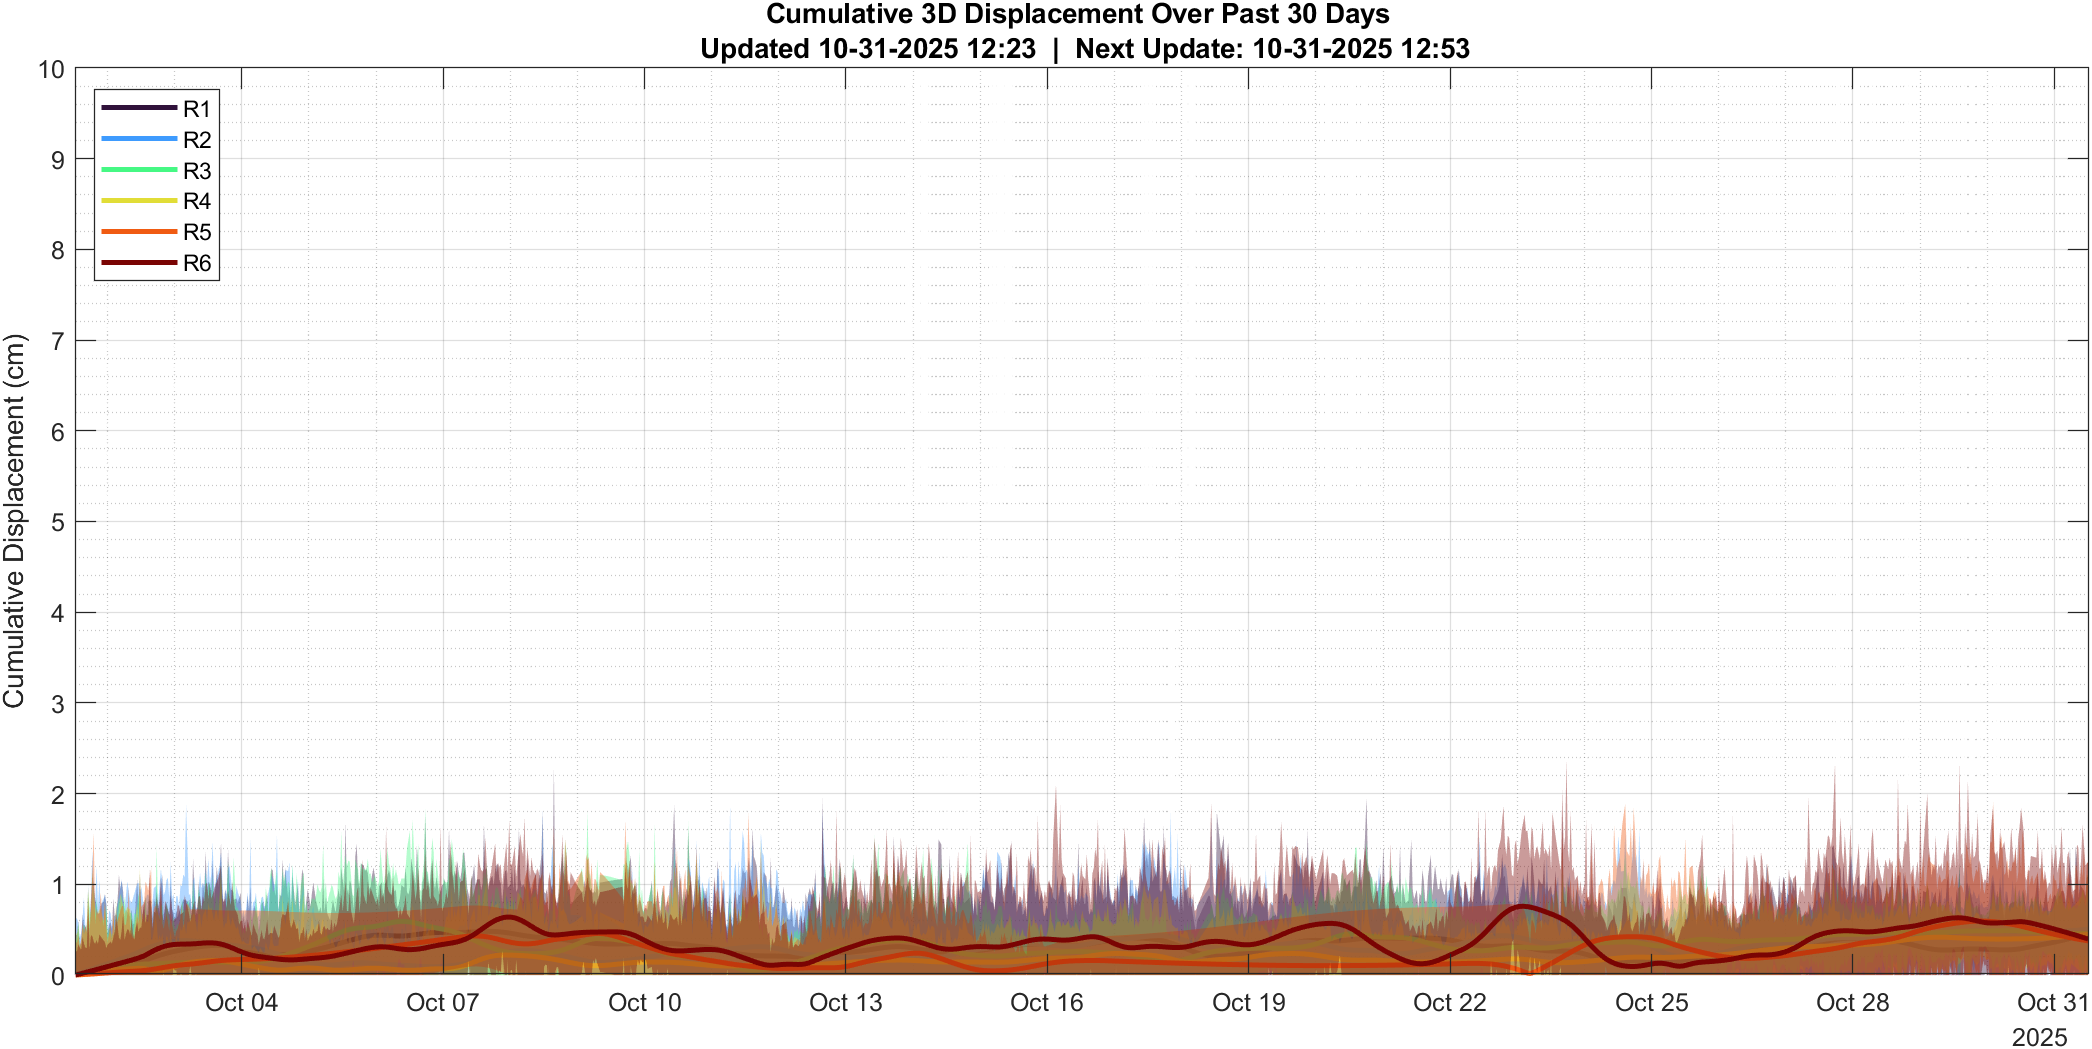 Cumulative 3D Displacement Over Past 30 Days
Updated 10-31-2025 12:23 | Next Update: 10-31-2025 12:53
R1
R2
R3
R4
R5
R6
Cumulative Displacement (cm)
10
9
8
7
6
5
4
3
2
1
0
Oct 04
Oct 07
Oct 10
Oct 13
Oct 16
Oct 19
Oct 22
Oct 25
Oct 28
Oct 31
2025